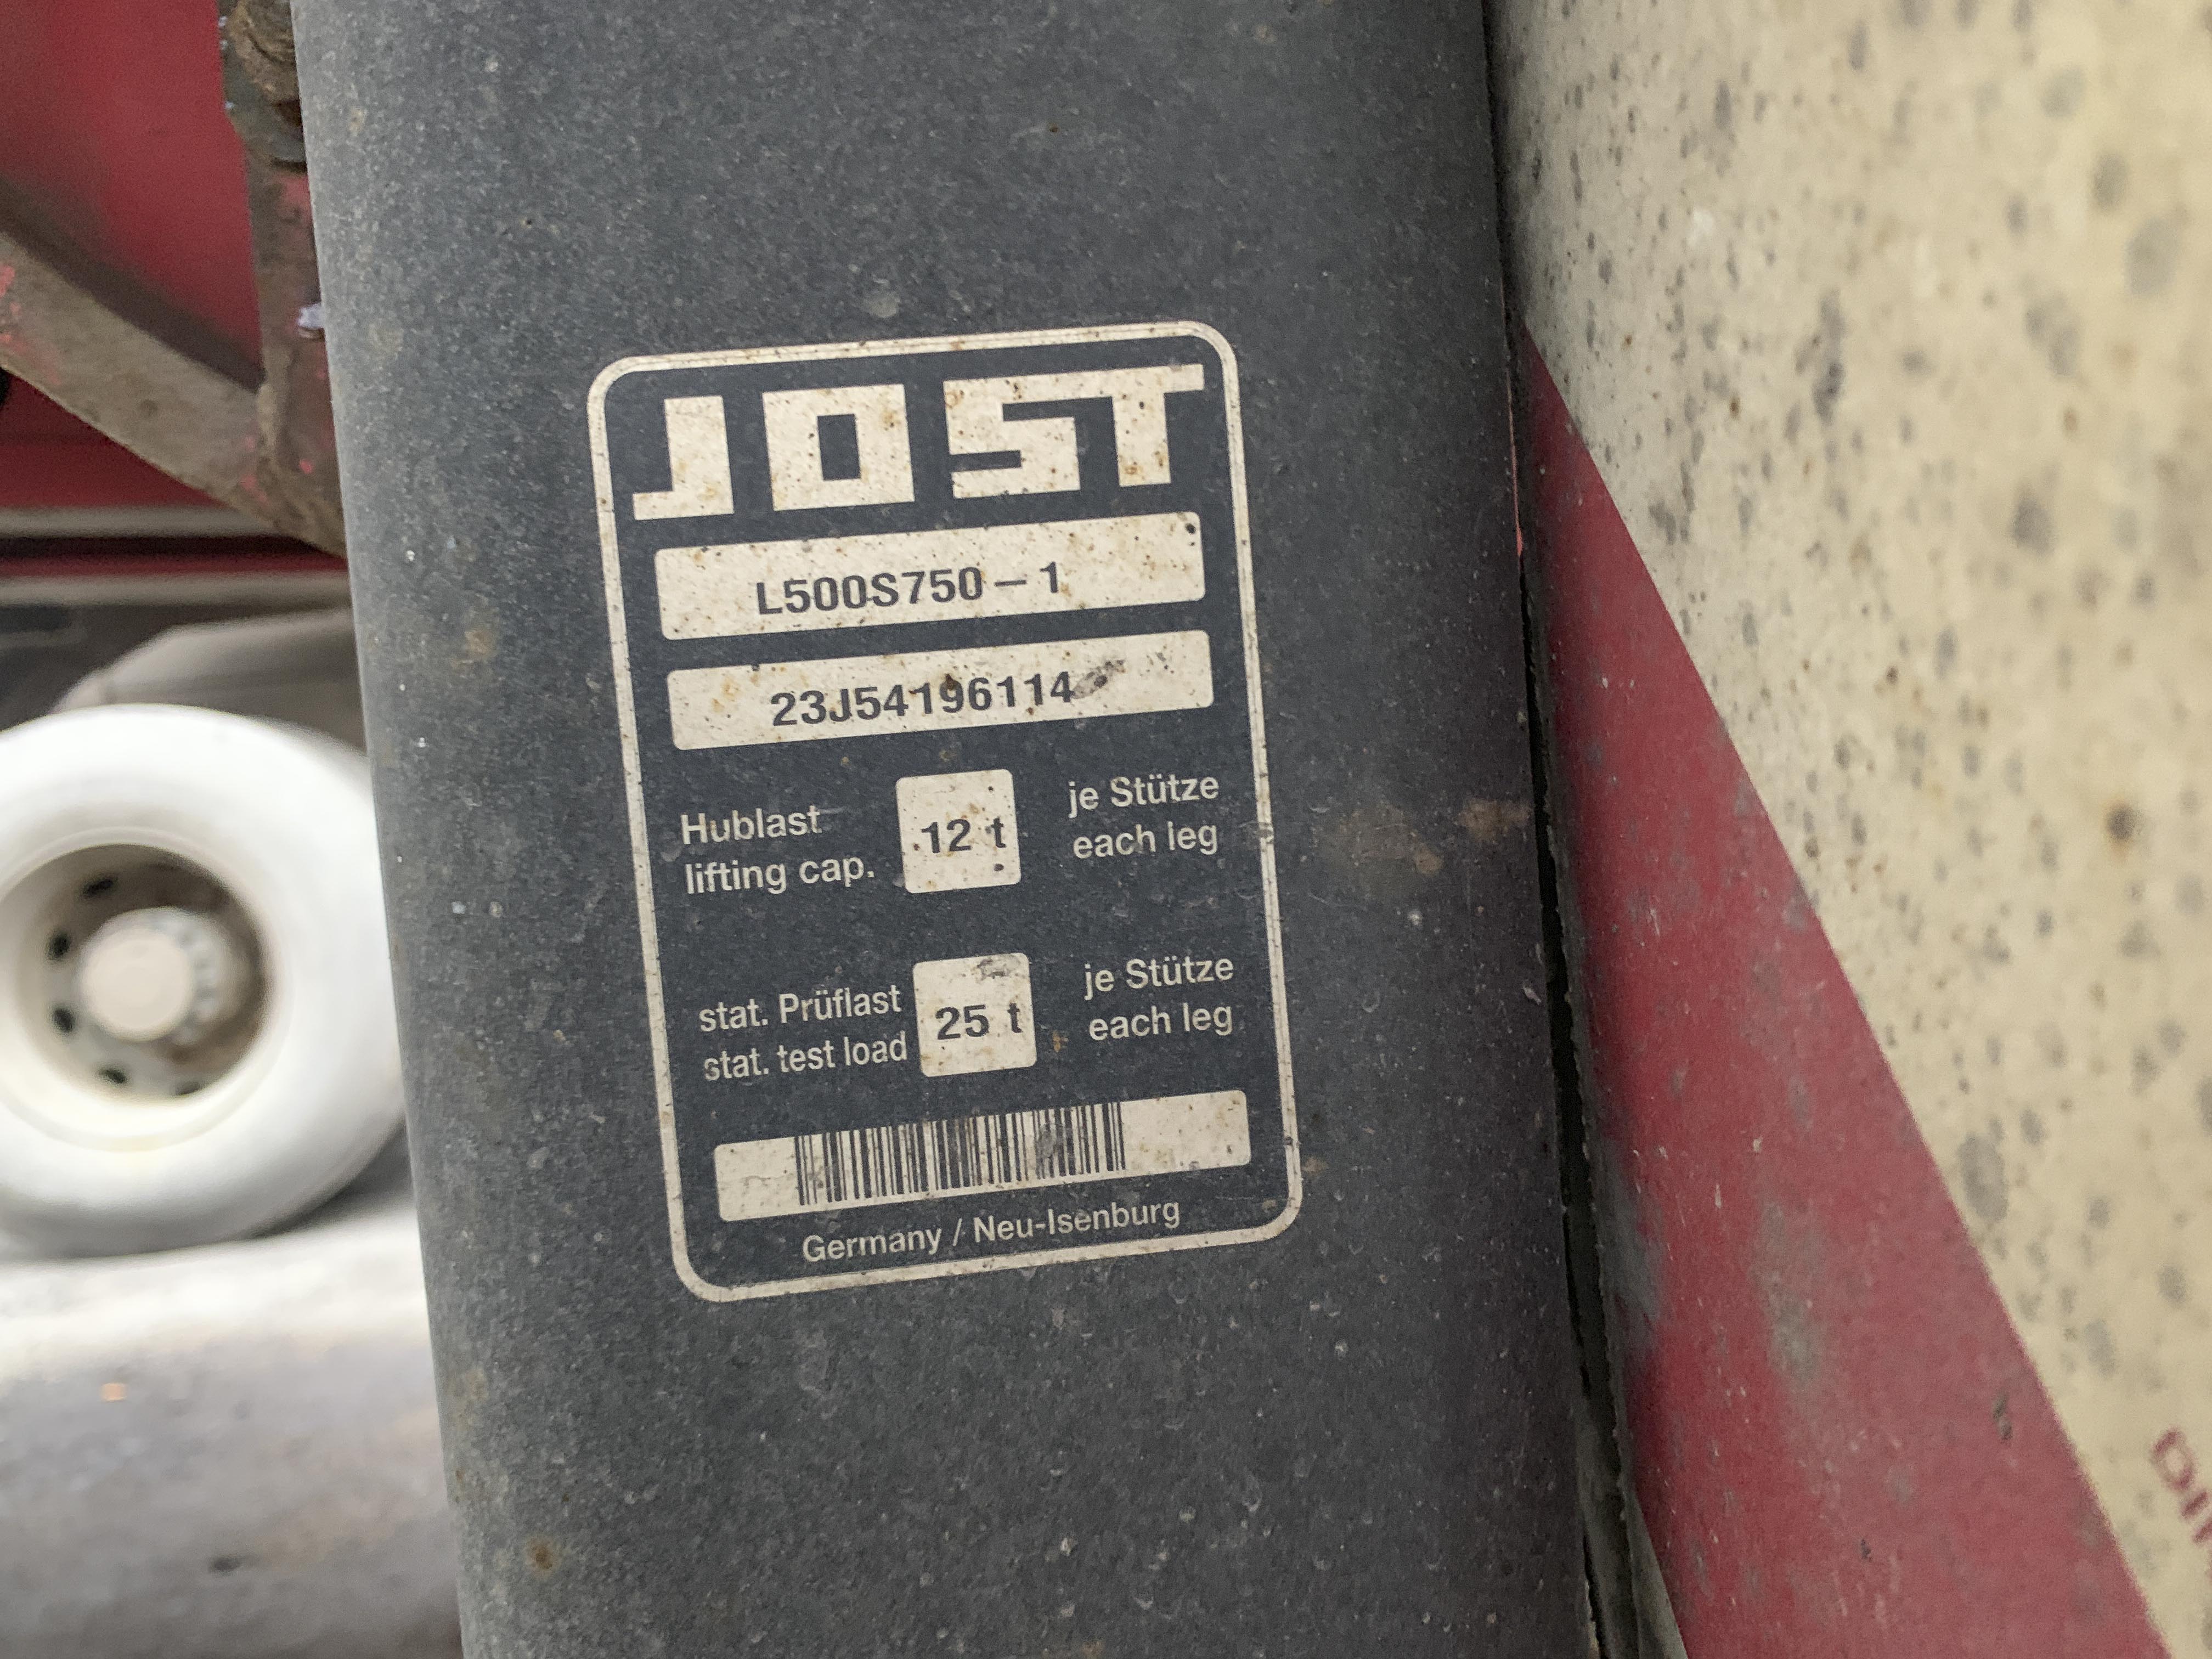 JOST
L500S750 – 1
23J54196114
Hublast 12 t je Stütze
lifting cap. each leg
stat. Prüflast 25 t je Stütze
stat. test load each leg
Germany / Neu-Isenburg